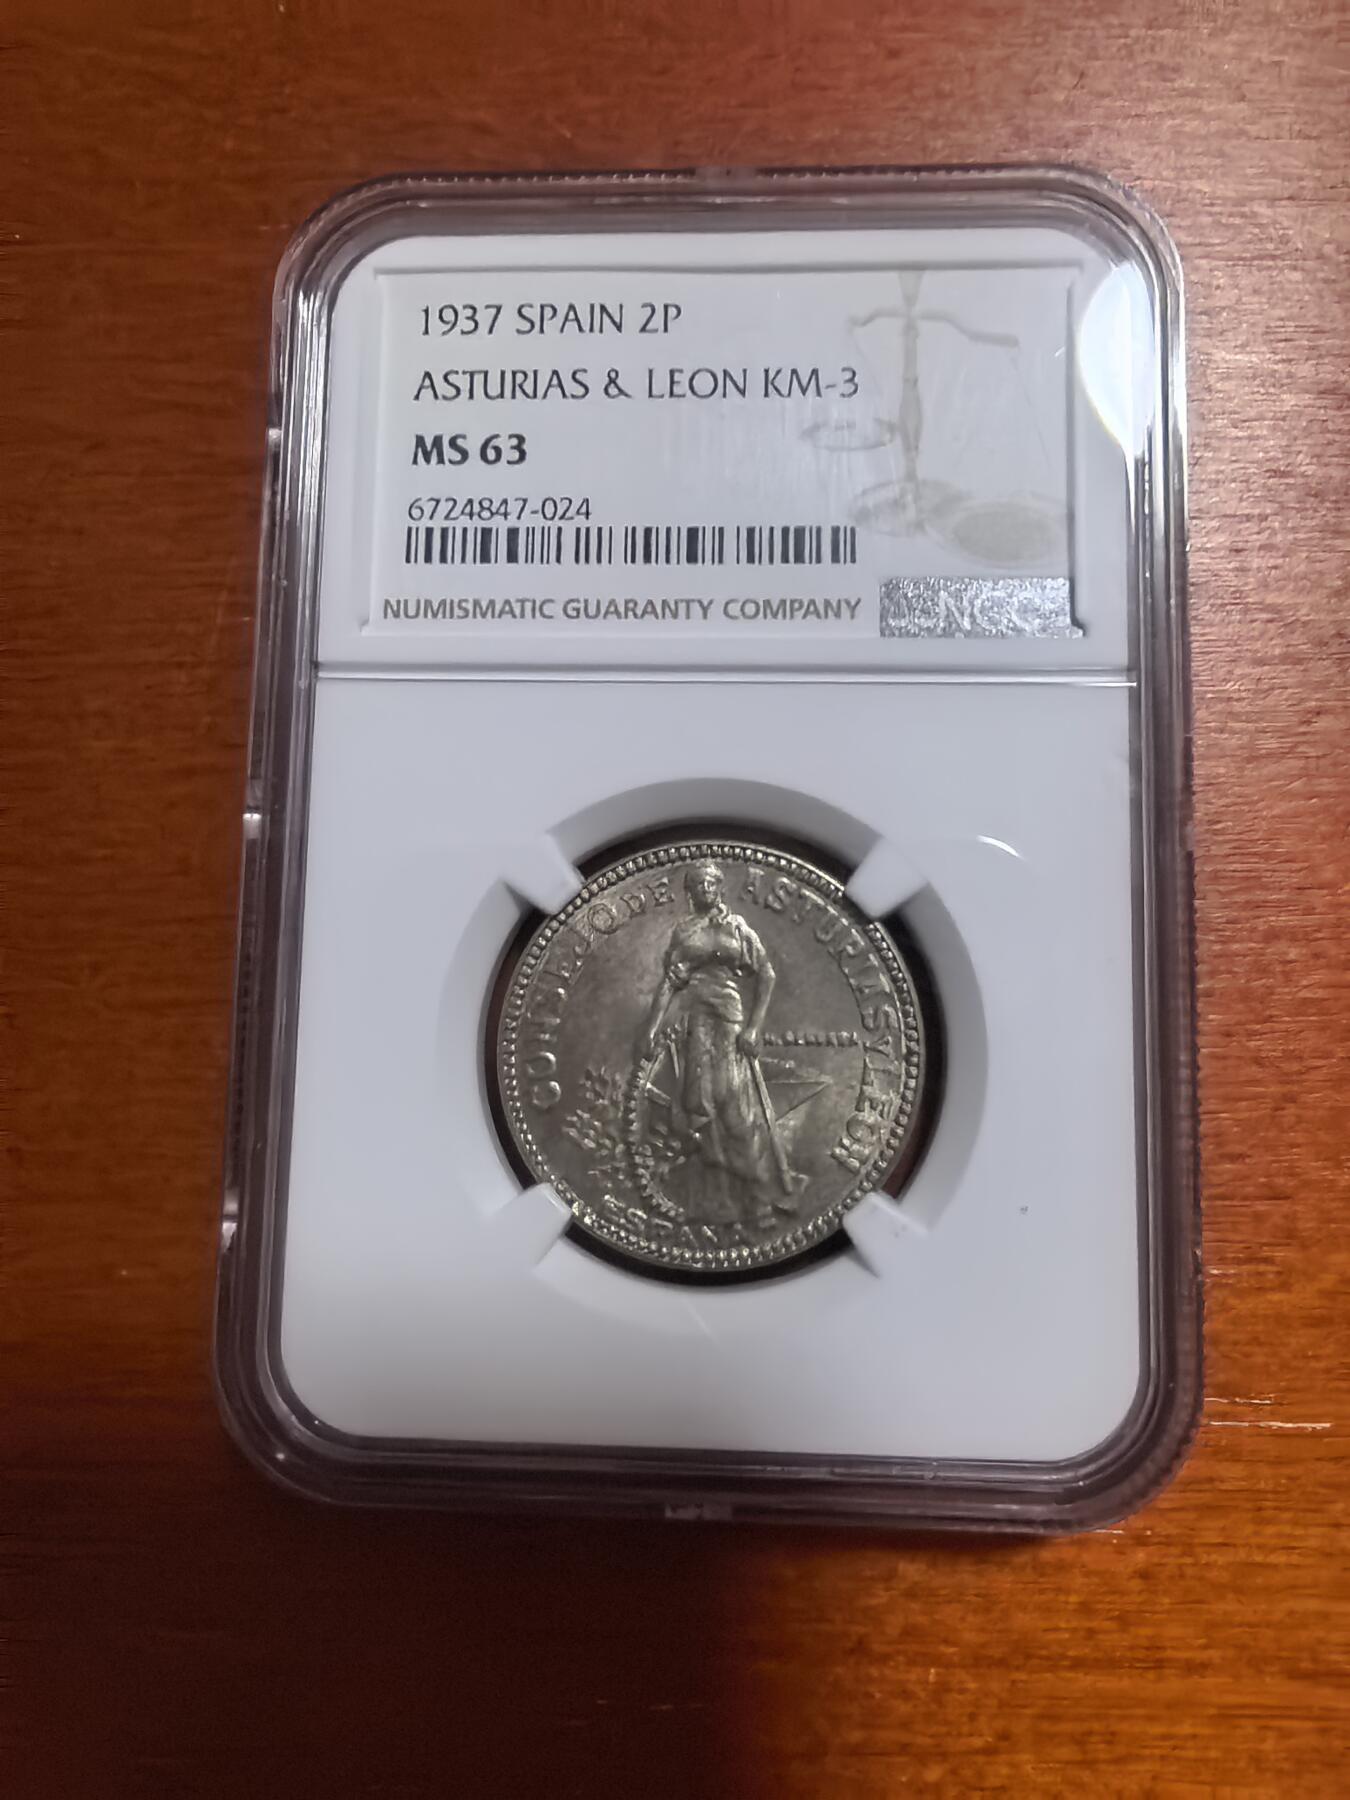 1937 SPAIN 2P
ASTURIAS & LEON KM-3
MS 63
6724847-024
NUMISMATIC GUARANTY COMPANY
NGC
CONSEJO DE ASTURIAS Y LEON
ESPAÑA